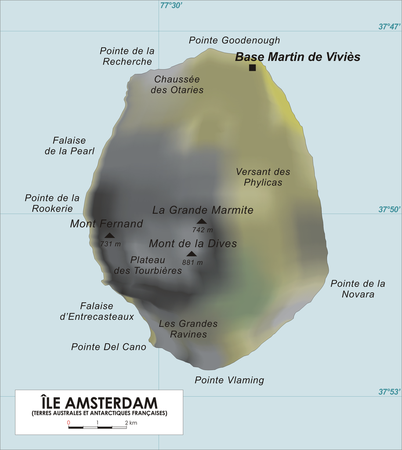 77°30'
37°47'
Pointe Goodenough
Base Martin de Viviès
Pointe de la
Recherche
Chaussée
des Otaries
Falaise
de la Pearl
Versant des
Phylicas
Pointe de la
Rookerie
La Grande Marmite
742 m
37°50'
Mont Fernand
731 m
Mont de la Dives
881 m
Plateau
des Tourbières
Pointe de la
Novara
Falaise
d'Entrecasteaux
Les Grandes
Ravines
Pointe Del Cano
Pointe Vlaming
37°53'
ÎLE AMSTERDAM
(TERRES AUSTRALES ET ANTARCTIQUES FRANÇAISES)
0 1 2 km